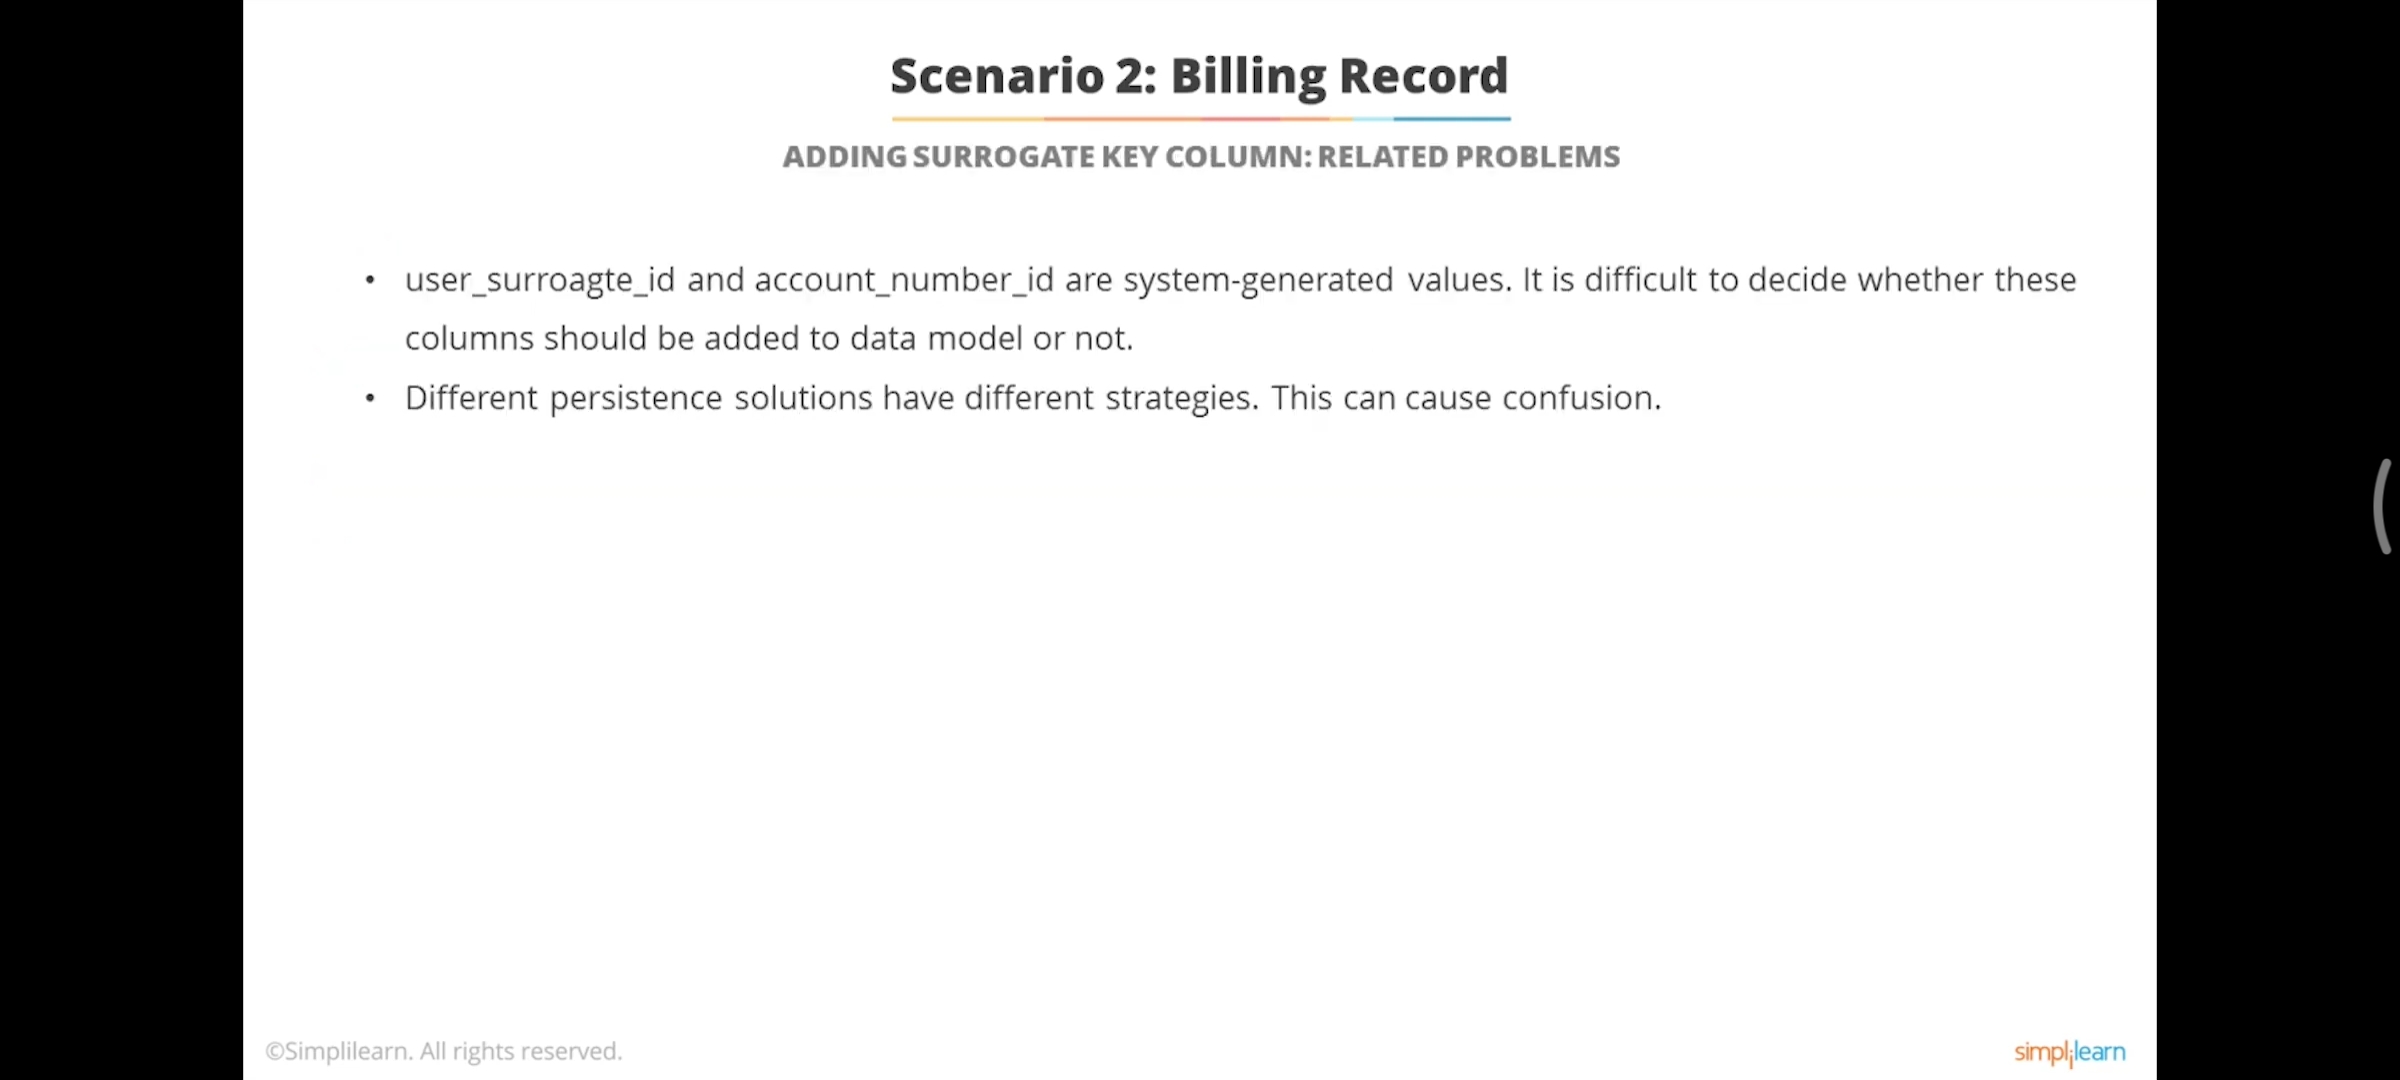 Scenario 2: Billing Record
ADDING SURROGATE KEY COLUMN: RELATED PROBLEMS
• user_surroagte_id and account_number_id are system-generated values. It is difficult to decide whether these
columns should be added to data model or not.
• Different persistence solutions have different strategies. This can cause confusion.
©Simplilearn. All rights reserved.
simplilearn